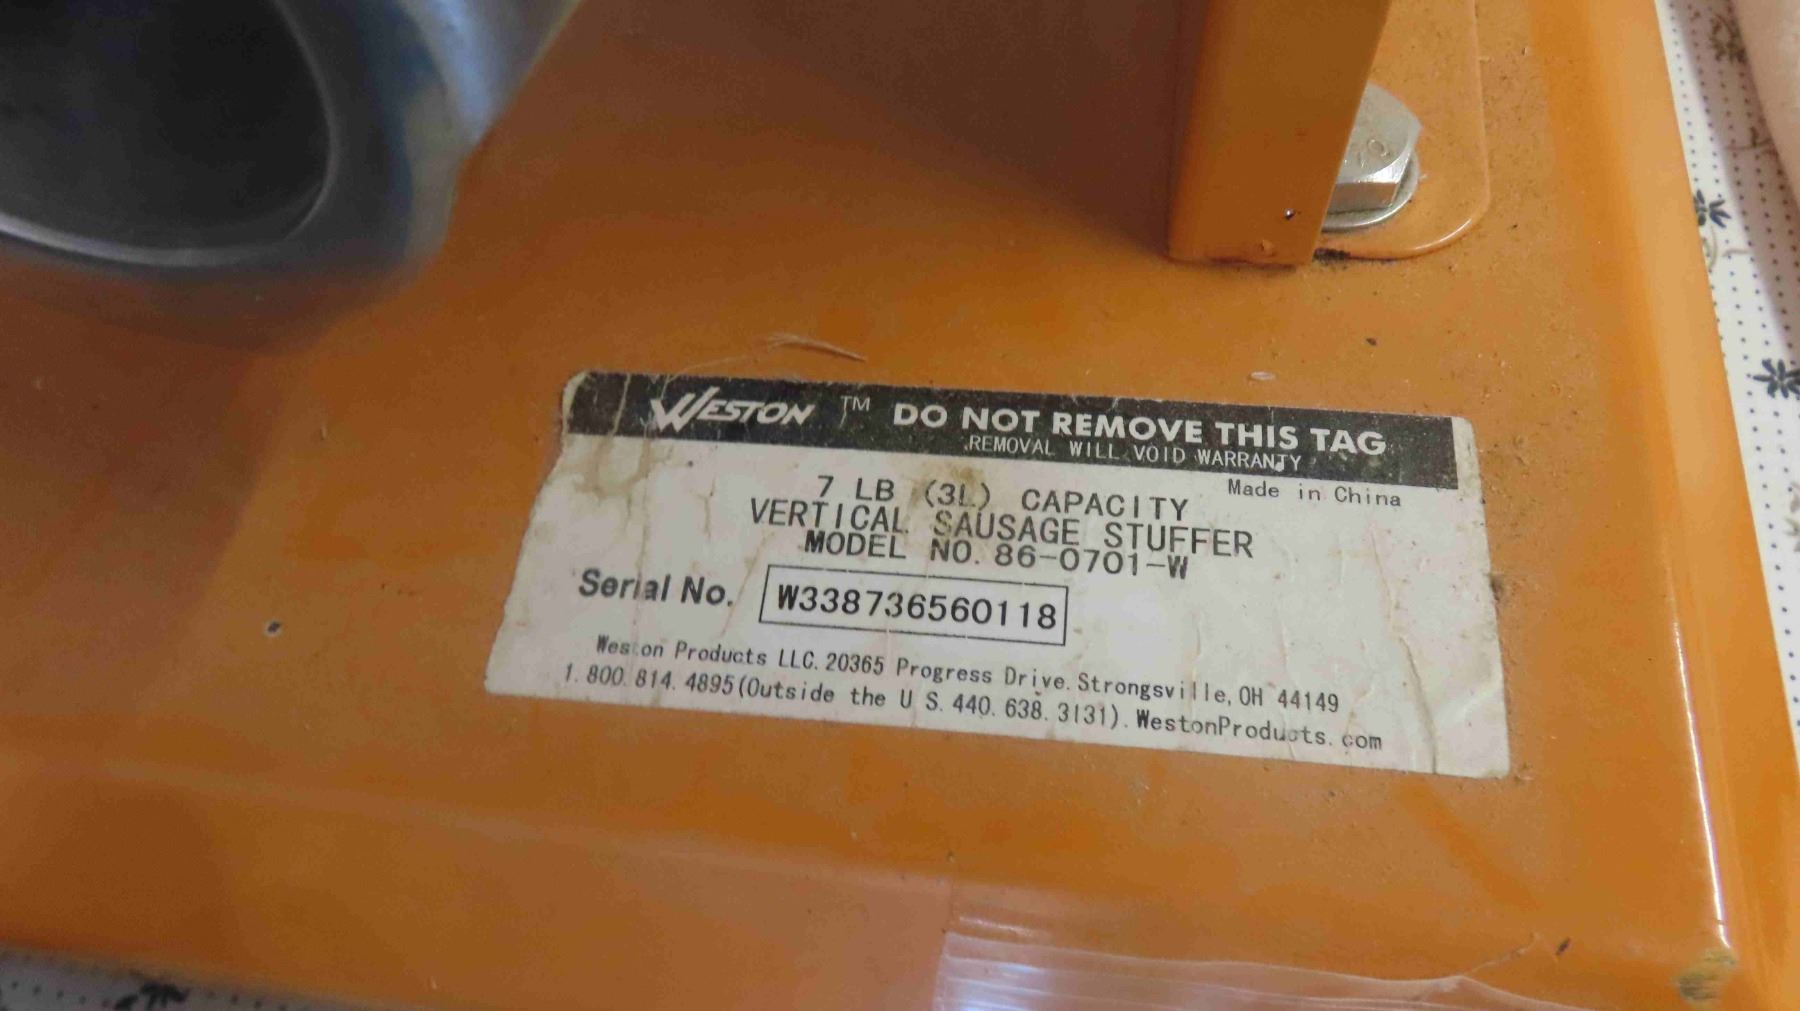 WESTON ™ DO NOT REMOVE THIS TAG
REMOVAL WILL VOID WARRANTY
Made in China
7 LB (3L) CAPACITY
VERTICAL SAUSAGE STUFFER
MODEL NO. 86-0701-W
Serial No. W338736560118
Weston Products LLC. 20365 Progress Drive. Strongsville, OH 44149
1. 800. 814. 4895 (Outside the U S. 440. 638. 3131). WestonProducts. com